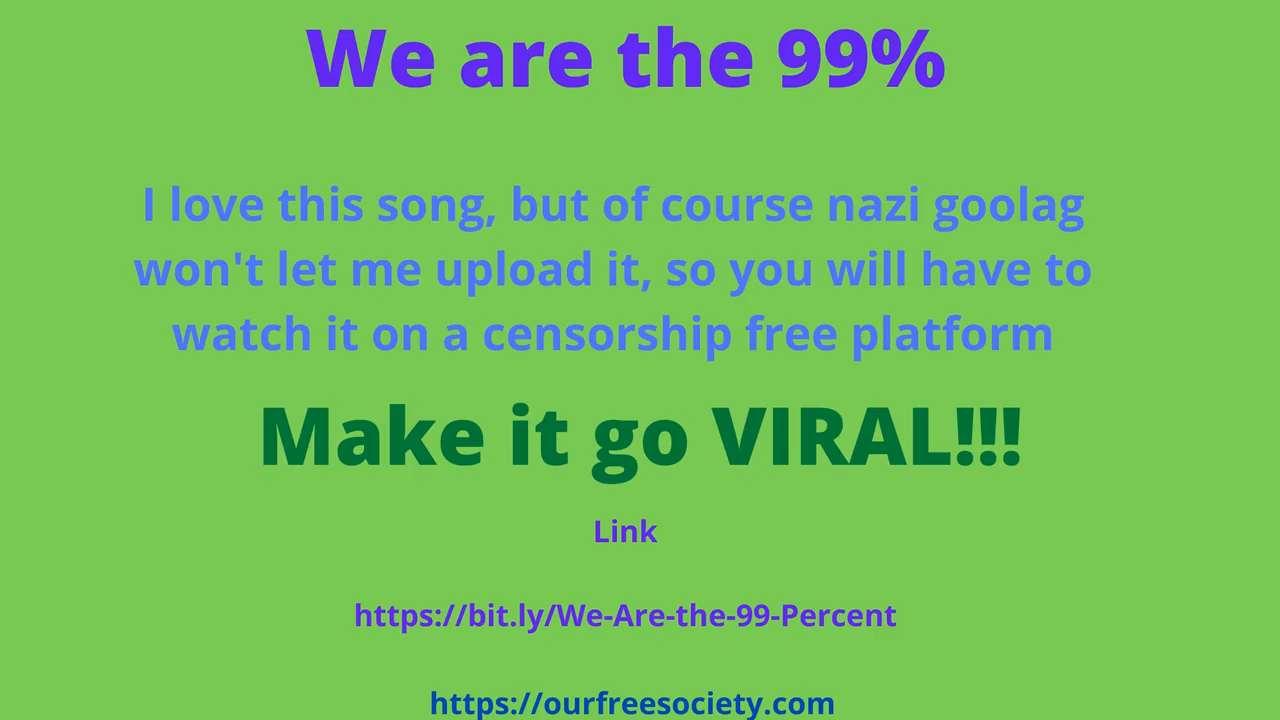 We are the 99%
I love this song, but of course nazi goolag
won't let me upload it, so you will have to
watch it on a censorship free platform
Make it go VIRAL!!!
Link
https://bit.ly/We-Are-the-99-Percent
https://ourfreesociety.com